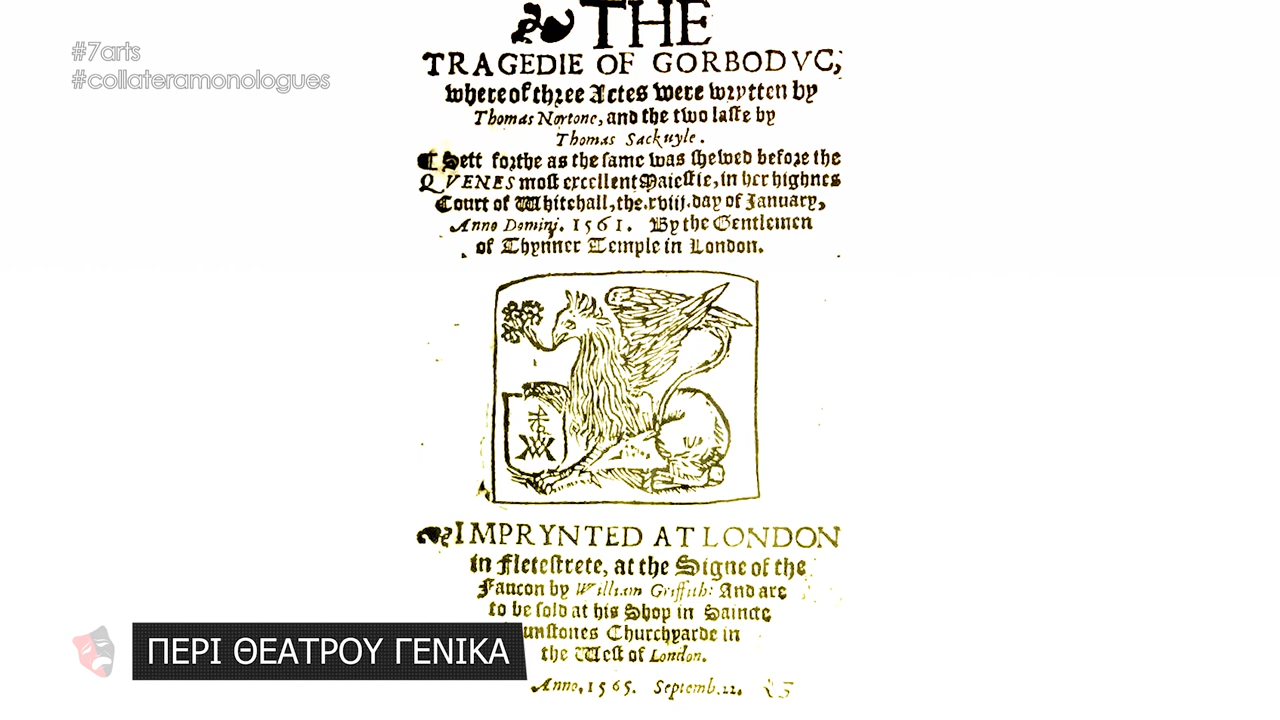 #7arts
#collateramonologues
THE
TRAGEDIE OF GORBODVC;
where of three Actes were wrytten by
Thomas Nortone, and the two laste by
Thomas Sackuyle.
Sett forthe as the same was shewed before the
QVENES most excellent Maiestie, in her highnes
Court of Whitehall, the .xviij. day of January,
Anno Domini. 1561. By the Gentlemen
of Thynner Temple in London.
IMPRYNTED AT LONDON
in Fletestrete, at the Signe of the
Faucon by William Griffith: And are
to be sold at his Shop in Saincte
unstones Churchyarde in
the West of London.
Anno, 1565. Septemb. 22.
ΠΕΡΙ ΘΕΑΤΡΟΥ ΓΕΝΙΚΑ